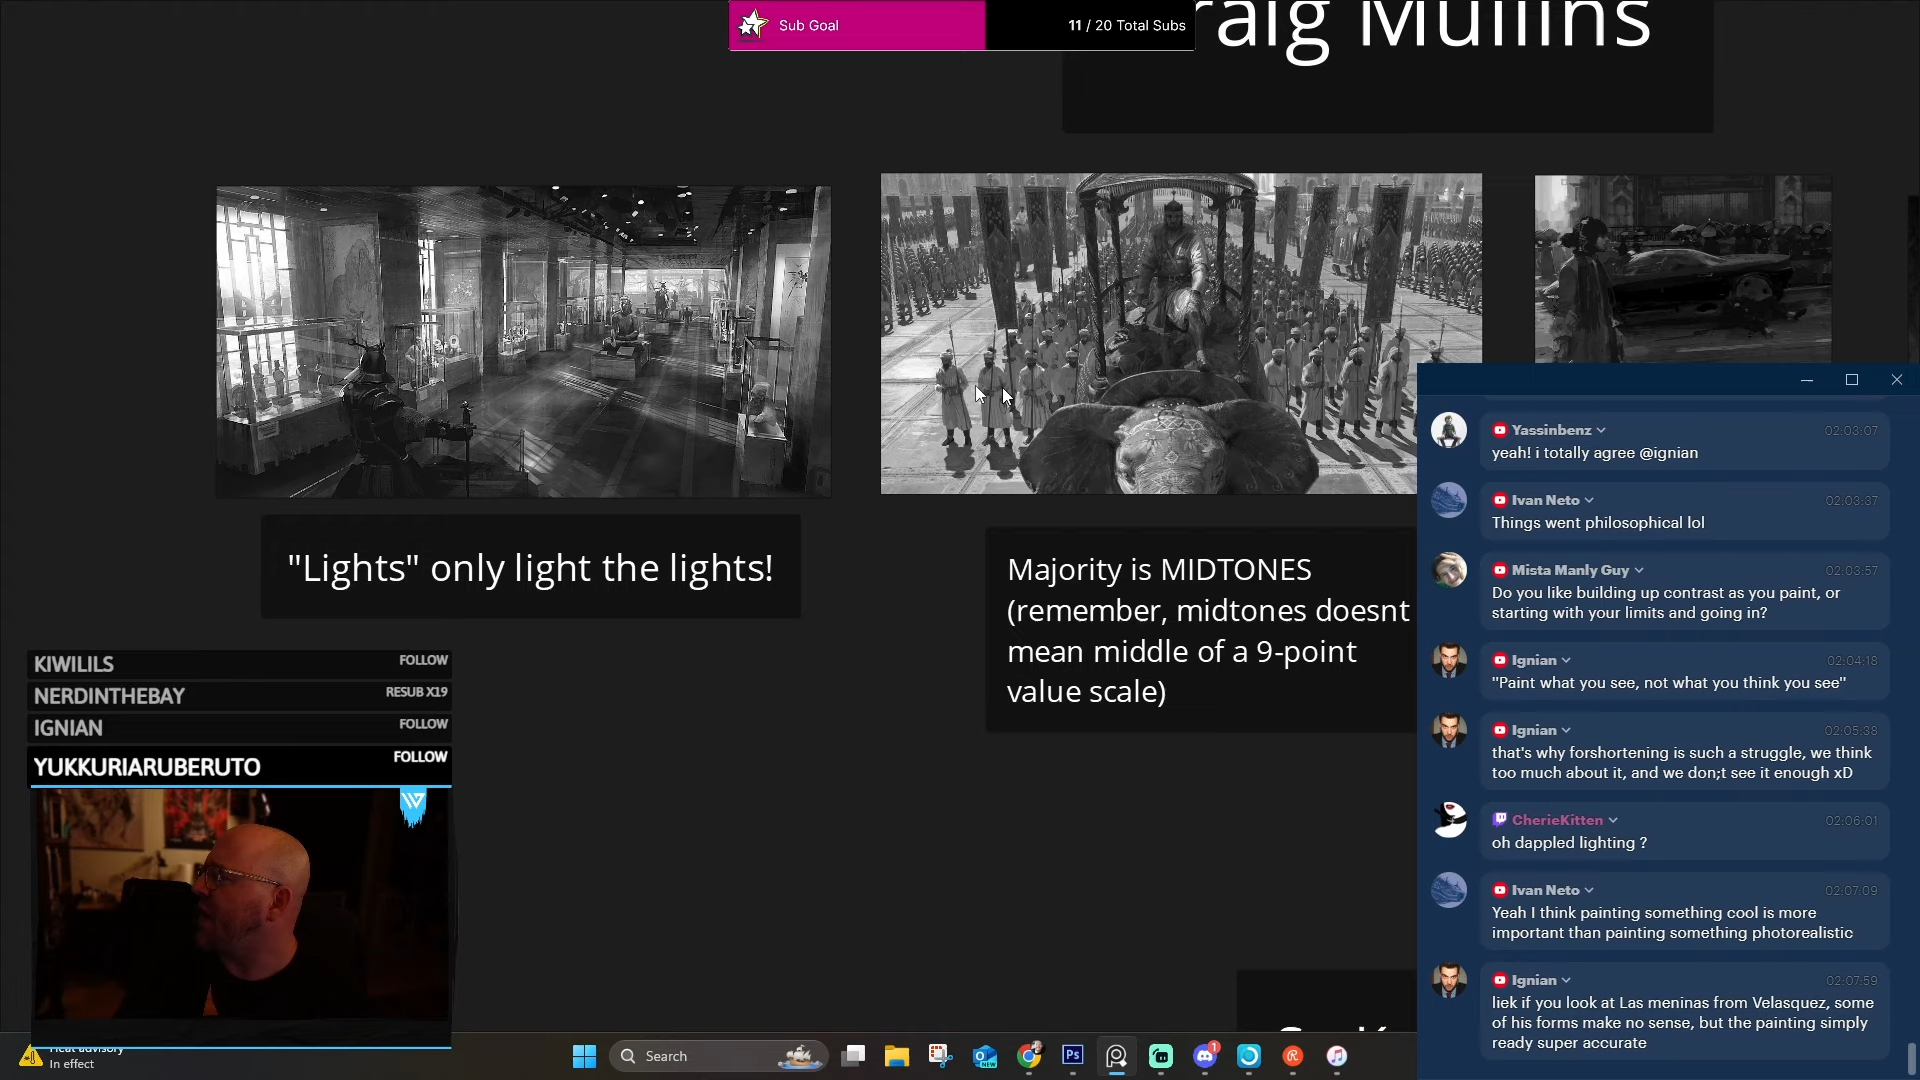 Sub Goal
11 / 20 Total Subs
raig Mullins
"Lights" only light the lights!
Majority is MIDTONES
(remember, midtones doesnt
mean middle of a 9-point
value scale)
KIWILILS FOLLOW
NERDINTHEBAY RESUB X19
IGNIAN FOLLOW
YUKKURIARUBERUTO FOLLOW
Yassinbenz 02:03:07
yeah! i totally agree @ignian
Ivan Neto 02:03:37
Things went philosophical lol
Mista Manly Guy 02:03:57
Do you like building up contrast as you paint, or
starting with your limits and going in?
Ignian 02:04:18
"Paint what you see, not what you think you see"
Ignian 02:05:38
that's why forshortening is such a struggle, we think
too much about it, and we don;t see it enough xD
CherieKitten 02:06:01
oh dappled lighting ?
Ivan Neto 02:07:09
Yeah I think painting something cool is more
important than painting something photorealistic
Ignian 02:07:59
liek if you look at Las meninas from Velasquez, some
of his forms make no sense, but the painting simply
ready super accurate
Heat advisory
In effect
Search
NEW
Ps
1